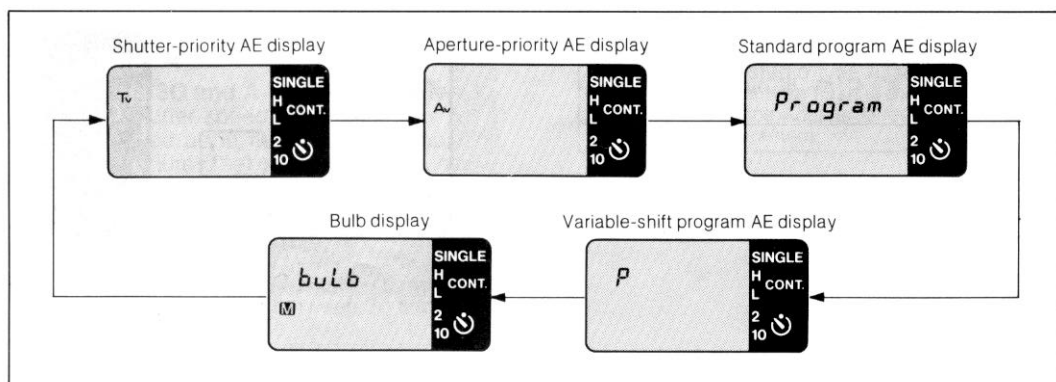 Shutter-priority AE display
Tv
SINGLE
H
L
CONT.
2
10
Aperture-priority AE display
Av
SINGLE
H
L
CONT.
2
10
Standard program AE display
Program
SINGLE
H
L
CONT.
2
10
Bulb display
buLb
M
SINGLE
H
L
CONT.
2
10
Variable-shift program AE display
P
SINGLE
H
L
CONT.
2
10